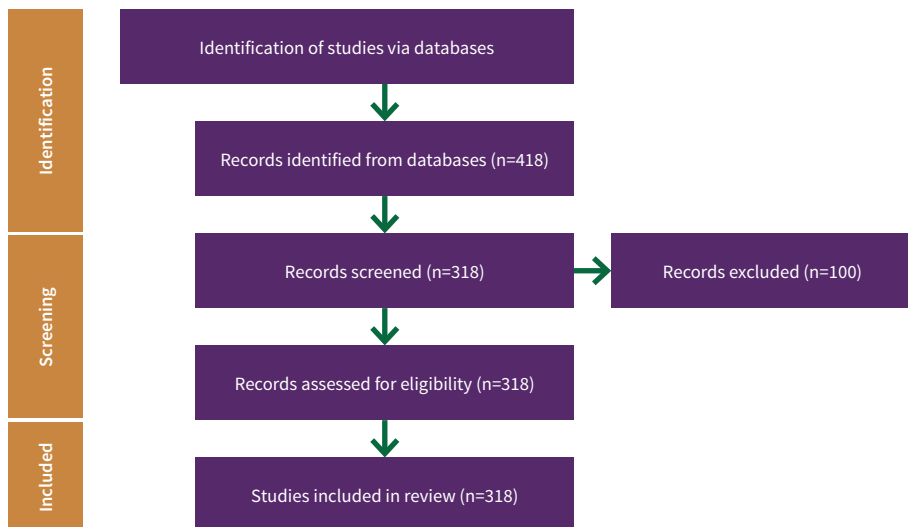 Identification
Identification of studies via databases
Records identified from databases (n=418)
Screening
Records screened (n=318)
Records excluded (n=100)
Records assessed for eligibility (n=318)
Included
Studies included in review (n=318)